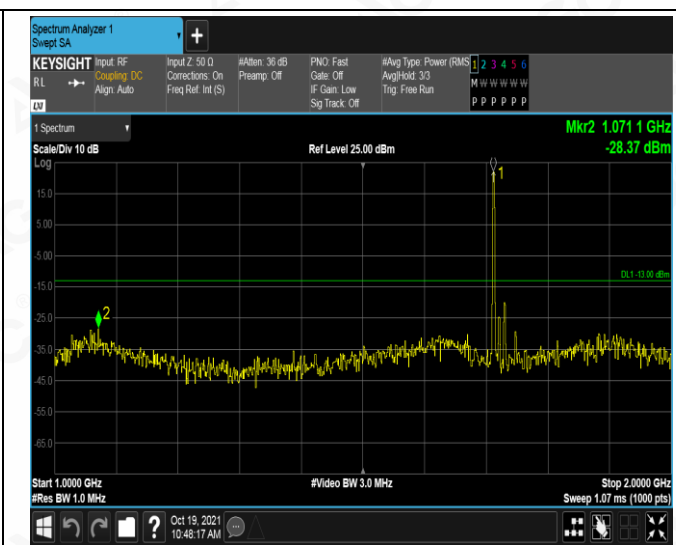 Spectrum Analyzer 1
Swept SA
+
KEYSIGHT Input: RF Input Z: 50 Ω #Atten: 36 dB PNO: Fast #Avg Type: Power (RMS 1 2 3 4 5 6
RL Coupling: DC Corrections: On Preamp: Off Gate: Off Avg|Hold: 3/3 M W W W W W
Align: Auto Freq Ref: Int (S) IF Gain: Low Trig: Free Run
Sig Track: Off P P P P P P
1 Spectrum
Mkr2 1.071 1 GHz
Scale/Div 10 dB Ref Level 25.00 dBm -28.37 dBm
Log
1
15.0
5.00
-5.00
DL1 -13.00 dBm
-15.0
2
-25.0
-35.0
-45.0
-55.0
-65.0
Start 1.0000 GHz #Video BW 3.0 MHz Stop 2.0000 GHz
#Res BW 1.0 MHz Sweep 1.07 ms (1000 pts)
? Oct 19, 2021
10:48:17 AM